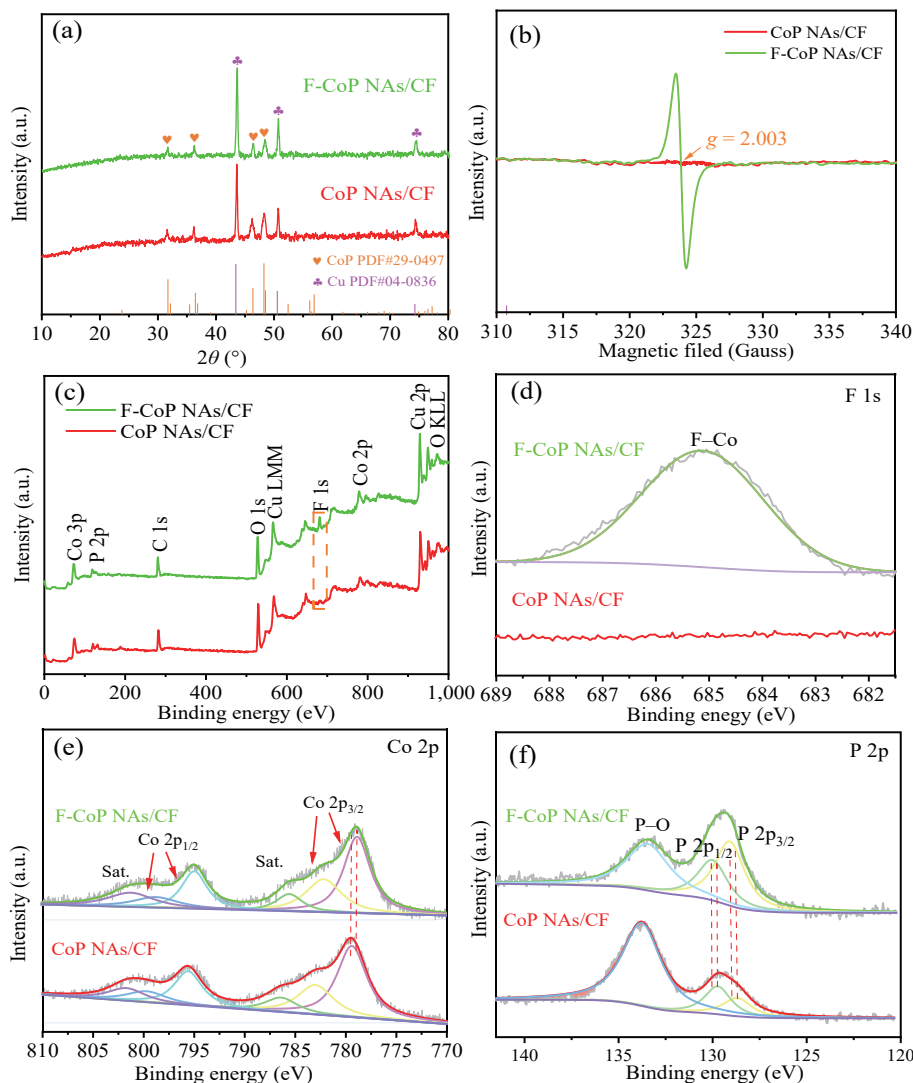 (a)
F-CoP NAs/CF
CoP NAs/CF
♥ CoP PDF#29-0497
♣ Cu PDF#04-0836
10 20 30 40 50 60 70 80
2θ (°)
Intensity (a.u.)
(b)
CoP NAs/CF
F-CoP NAs/CF
g = 2.003
310 315 320 325 330 335 340
Magnetic filed (Gauss)
Intensity (a.u.)
(c)
F-CoP NAs/CF
CoP NAs/CF
Co 3p
P 2p
C 1s
O 1s
Cu LMM
F 1s
Co 2p
Cu 2p
O KLL
0 200 400 600 800 1,000
Binding energy (eV)
Intensity (a.u.)
(d)
F 1s
F-CoP NAs/CF
F–Co
CoP NAs/CF
689 688 687 686 685 684 683 682
Binding energy (eV)
Intensity (a.u.)
(e)
Co 2p
F-CoP NAs/CF
Co 2p3/2
Co 2p1/2
Sat.
Sat.
CoP NAs/CF
810 805 800 795 790 785 780 775 770
Binding energy (eV)
Intensity (a.u.)
(f)
P 2p
F-CoP NAs/CF
P–O
P 2p1/2
P 2p3/2
CoP NAs/CF
140 135 130 125 120
Binding energy (eV)
Intensity (a.u.)